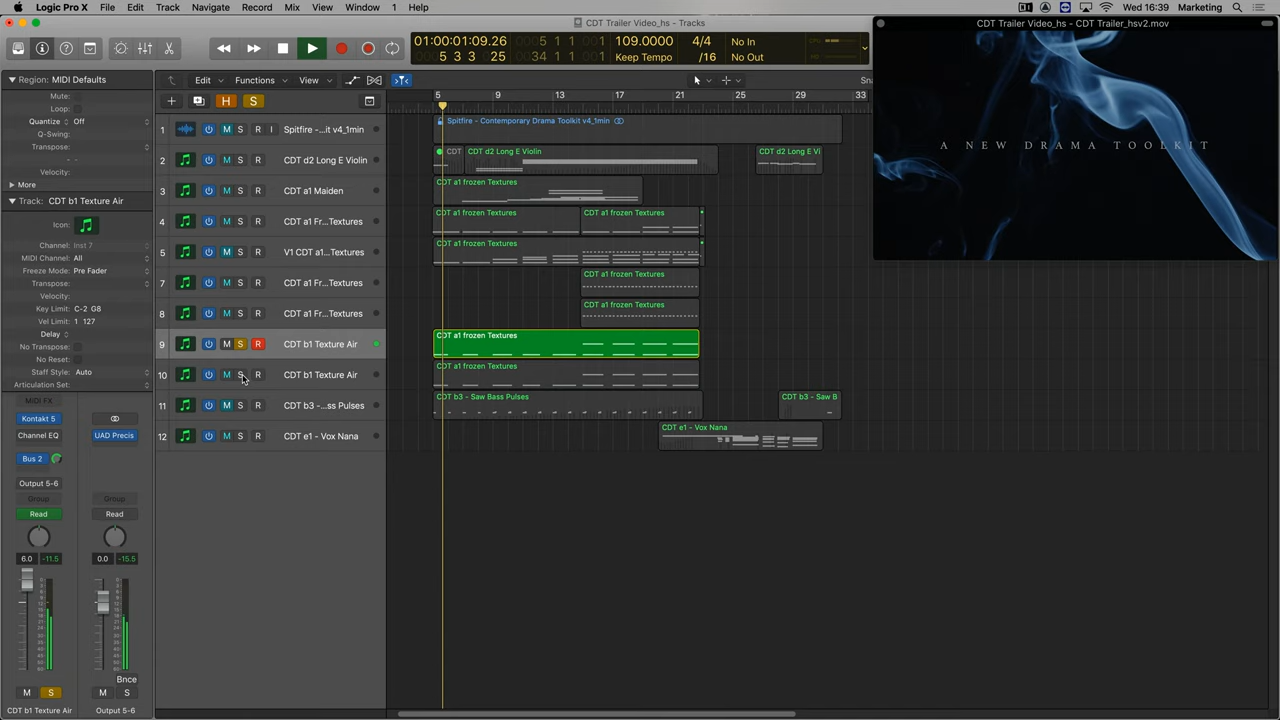 Logic Pro X File Edit Track Navigate Record Mix View Window 1 Help Wed 16:39 Marketing
CDT Trailer Video_hs - Tracks
CDT Trailer Video_hs - CDT Trailer_hsv2.mov
01:00:01:09.26 5 1 1 1 109.0000 4/4 No In
5 3 3 25 34 1 1 1 Keep Tempo /16 No Out
CPU
A NEW DRAMA TOOLKIT
Edit Functions View Sna
5 9 13 17 21 25 29 33
H S
Region: MIDI Defaults
Mute:
Loop:
Quantize Off
Q-Swing:
Transpose:
Velocity:
More
Track: CDT b1 Texture Air
Icon:
Channel: Inst 7
MIDI Channel: All
Freeze Mode: Pre Fader
Transpose:
Velocity:
Key Limit: C-2 G8
Vel Limit: 1 127
Delay
No Transpose:
No Reset:
Staff Style: Auto
Articulation Set:
1 M S R I Spitfire -...it v4_1min
Spitfire - Contemporary Drama Toolkit v4_1min
2 M S R CDT d2 Long E Violin
CDT CDT d2 Long E Violin CDT d2 Long E Vi
3 M S R CDT a1 Maiden
CDT a1 frozen Textures
4 M S R CDT a1 Fr...Textures
CDT a1 frozen Textures CDT a1 frozen Textures
5 M S R V1 CDT a1...Textures
CDT a1 frozen Textures
7 M S R CDT a1 Fr...Textures
CDT a1 frozen Textures
8 M S R CDT a1 Fr...Textures
CDT a1 frozen Textures
9 M S R CDT b1 Texture Air
CDT a1 frozen Textures
10 M S R CDT b1 Texture Air
CDT a1 frozen Textures
11 M S R CDT b3 -...ss Pulses
CDT b3 - Saw Bass Pulses CDT b3 - Saw B
12 M S R CDT e1 - Vox Nana
CDT e1 - Vox Nana
MIDI FX
Kontakt 5
Channel EQ UAD Precis
Bus 2
Output 5-6
Group Group
Read Read
6.0 -11.5 0.0 -15.5
Bnce
M S M S
CDT b1 Texture Air Output 5-6